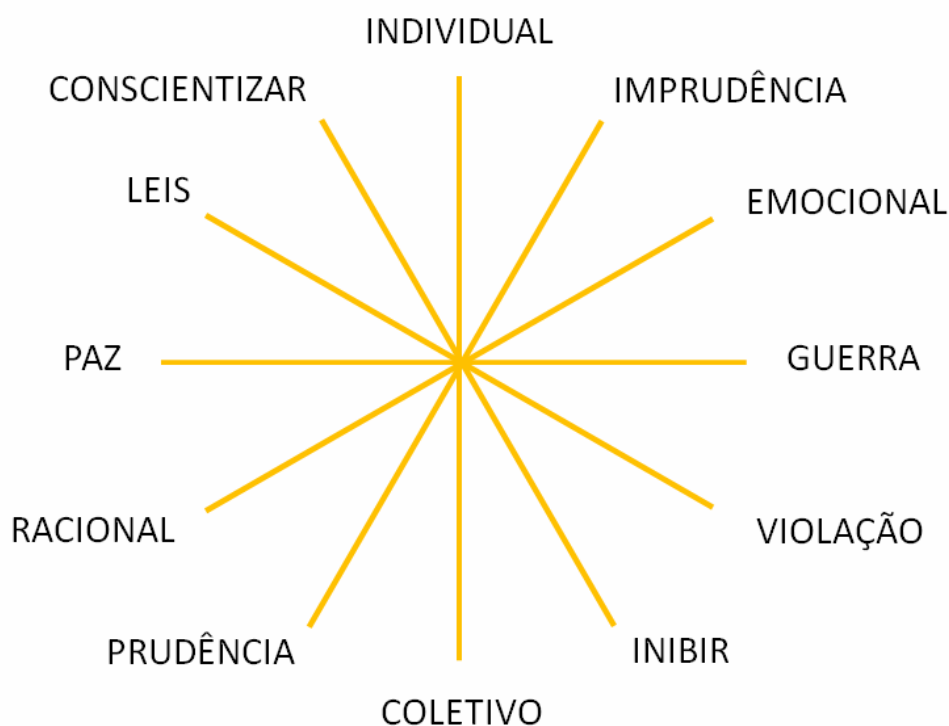 INDIVIDUAL
CONSCIENTIZAR
IMPRUDÊNCIA
LEIS
EMOCIONAL
PAZ
GUERRA
RACIONAL
VIOLAÇÃO
PRUDÊNCIA
INIBIR
COLETIVO